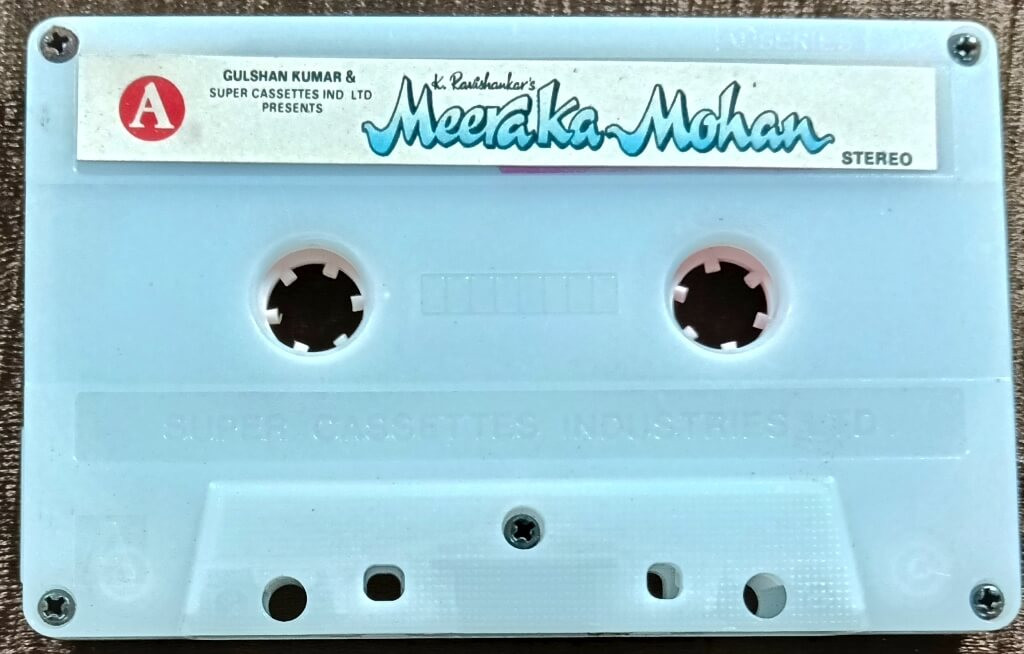 A
GULSHAN KUMAR &
SUPER CASSETTES IND LTD
PRESENTS
K. Ravishankar's
Meera Ka Mohan
STEREO
SUPER CASSETTES INDUSTRIES LTD